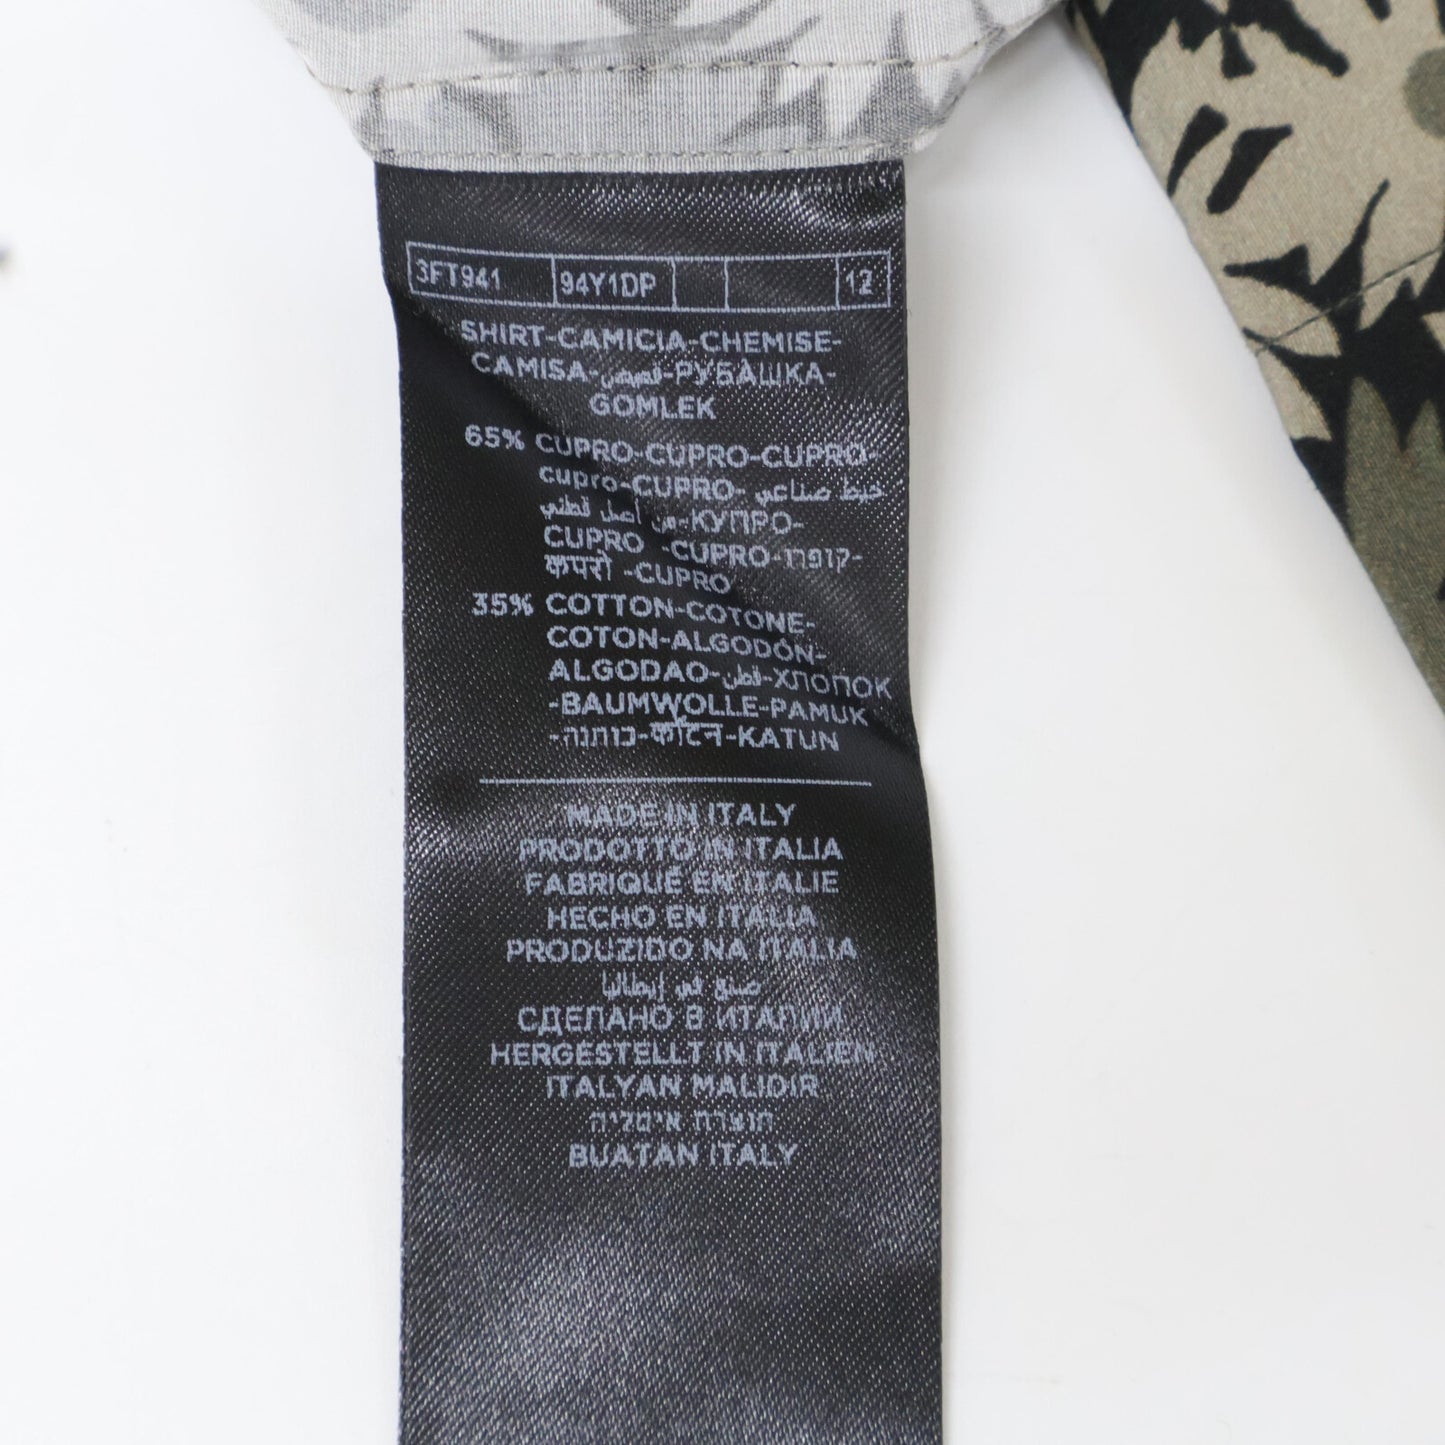 3FT941 94Y1DP 12
SHIRT-CAMICIA-CHEMISE-
CAMISA-قميص-РУБАШКА-
GOMLEK
65% CUPRO-CUPRO-CUPRO-
cupro-CUPRO- خيط صناعي
من أصل قطني-КУПРО-
CUPRO -CUPRO-קופרו-
कपरो -CUPRO
35% COTTON-COTONE-
COTON-ALGODÓN-
ALGODAO-قطن-ХЛОПОК
-BAUMWOLLE-PAMUK
-כותנה-कॉटन-KATUN
MADE IN ITALY
PRODOTTO IN ITALIA
FABRIQUÉ EN ITALIE
HECHO EN ITALIA
PRODUZIDO NA ITALIA
صنع في إيطاليا
СДЕЛАНО В ИТАЛИИ
HERGESTELLT IN ITALIEN
ITALYAN MALIDIR
תוצרת איטליה
BUATAN ITALY